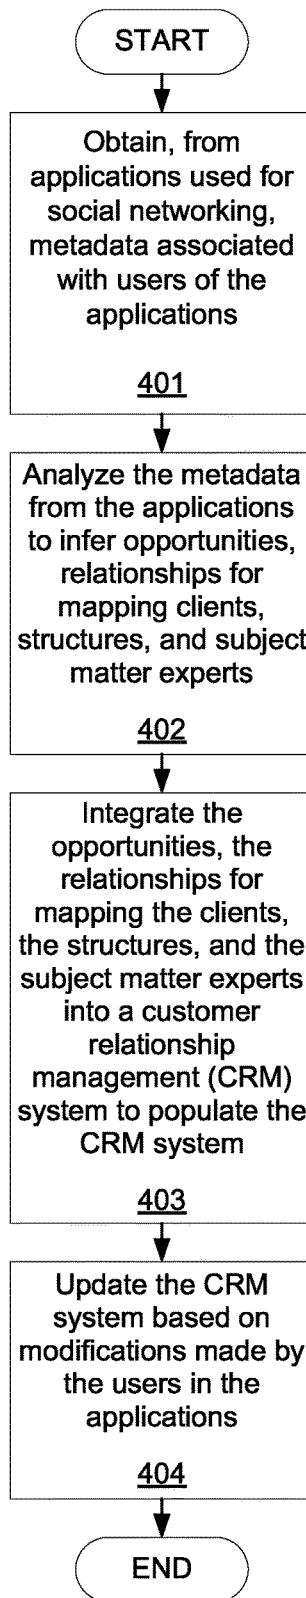 START
Obtain, from
applications used for
social networking,
metadata associated
with users of the
applications
401
Analyze the metadata
from the applications
to infer opportunities,
relationships for
mapping clients,
structures, and subject
matter experts
402
Integrate the
opportunities, the
relationships for
mapping the clients,
the structures, and the
subject matter experts
into a customer
relationship
management (CRM)
system to populate the
CRM system
403
Update the CRM
system based on
modifications made by
the users in the
applications
404
END